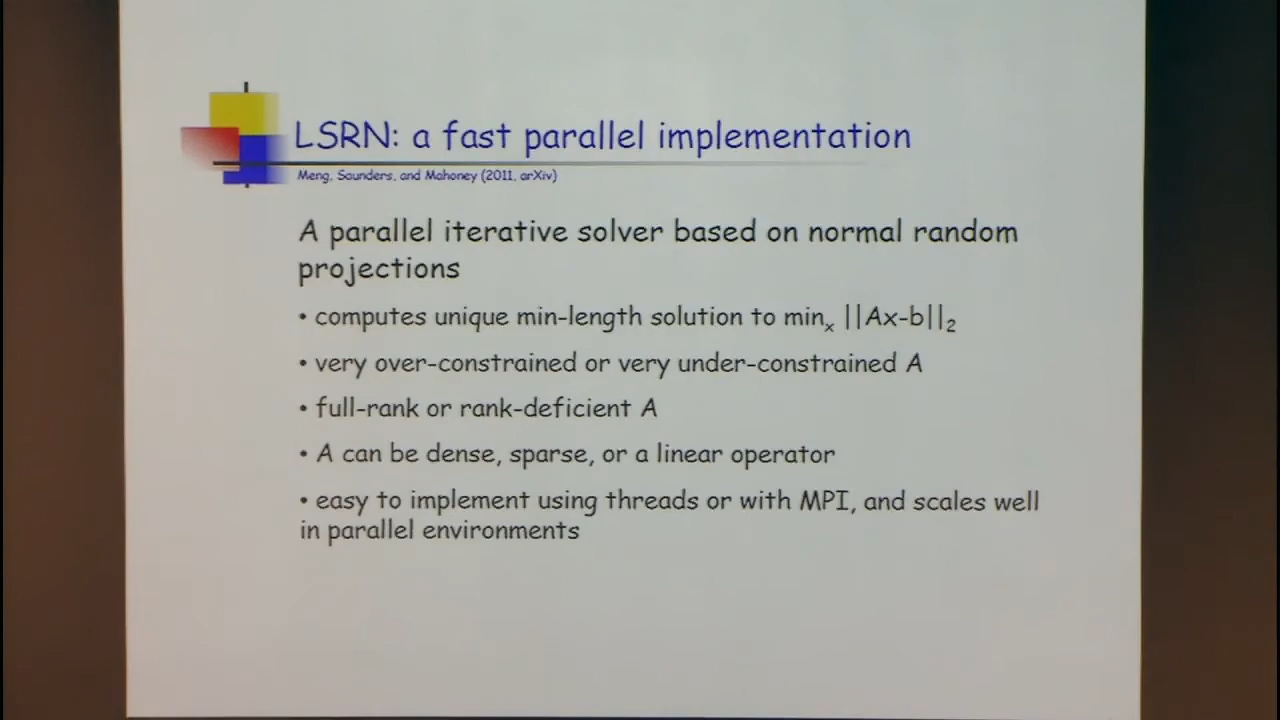 LSRN: a fast parallel implementation
Meng, Saunders, and Mahoney (2011, arXiv)
A parallel iterative solver based on normal random
projections
• computes unique min-length solution to minₓ ||Ax-b||₂
• very over-constrained or very under-constrained A
• full-rank or rank-deficient A
• A can be dense, sparse, or a linear operator
• easy to implement using threads or with MPI, and scales well
in parallel environments